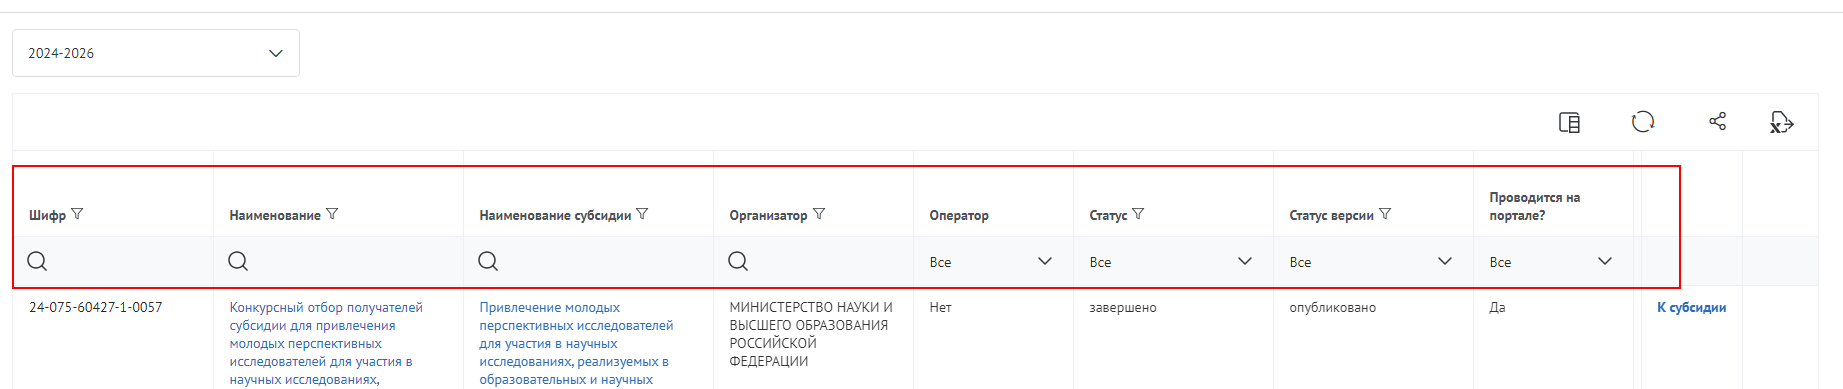 2024-2026
Шифр Наименование Наименование субсидии Организатор Оператор Статус Статус версии Проводится на
портале?
Все Все Все Все
24-075-60427-1-0057
Конкурсный отбор получателей
субсидии для привлечения
молодых перспективных
исследователей для участия в
научных исследованиях,
Привлечение молодых
перспективных исследователей
для участия в научных
исследованиях, реализуемых в
образовательных и научных
МИНИСТЕРСТВО НАУКИ И
ВЫСШЕГО ОБРАЗОВАНИЯ
РОССИЙСКОЙ
ФЕДЕРАЦИИ
Нет
завершено
опубликовано
Да
К субсидии